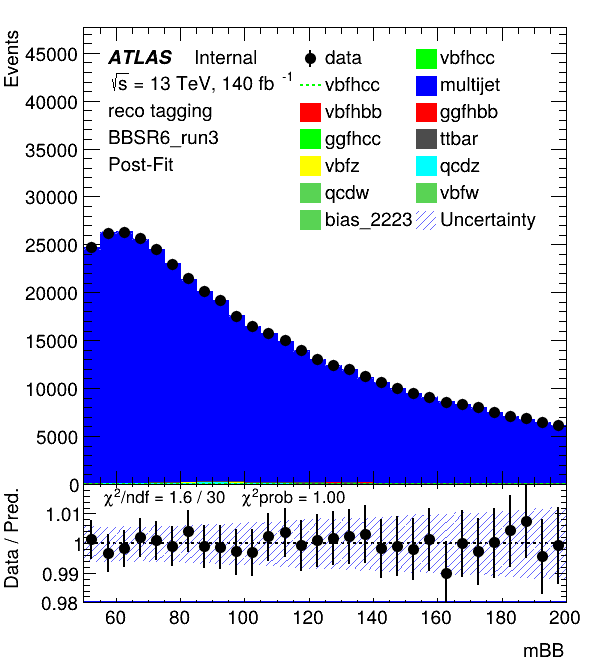 Events
45000
40000
35000
30000
25000
20000
15000
10000
5000
0
ATLAS Internal
√s = 13 TeV, 140 fb⁻¹
reco tagging
BBSR6_run3
Post-Fit
data
vbfhcc
vbfhcc
multijet
vbfhbb
ggfhbb
ggfhcc
ttbar
vbfz
qcdz
qcdw
vbfw
bias_2223
Uncertainty
χ²/ndf = 1.6 / 30 χ²prob = 1.00
Data / Pred.
1.01
1
0.99
0.98
60 80 100 120 140 160 180 200
mBB